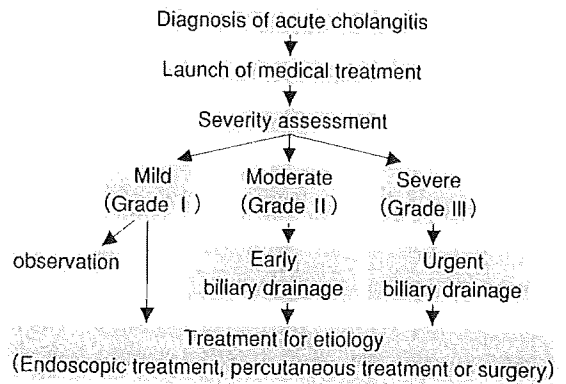 Diagnosis of acute cholangitis
Launch of medical treatment
Severity assessment
Mild
(Grade I)
Moderate
(Grade II)
Severe
(Grade III)
observation
Early
biliary drainage
Urgent
biliary drainage
Treatment for etiology
(Endoscopic treatment, percutaneous treatment or surgery)